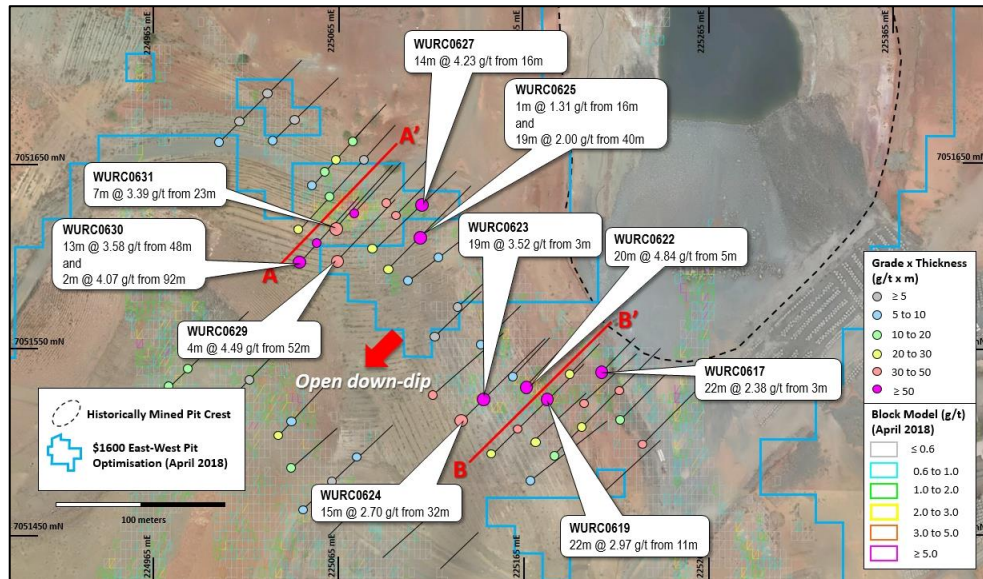 224965 mE
225065 mE
225265 mE
225365 mE
WURC0627
14m @ 4.23 g/t from 16m
WURC0625
1m @ 1.31 g/t from 16m
and
19m @ 2.00 g/t from 40m
A'
7051650 mN
7051650 mN
WURC0631
7m @ 3.39 g/t from 23m
WURC0630
13m @ 3.58 g/t from 48m
and
2m @ 4.07 g/t from 92m
A
WURC0623
19m @ 3.52 g/t from 3m
WURC0622
20m @ 4.84 g/t from 5m
WURC0629
4m @ 4.49 g/t from 52m
7051550 mN
Open down-dip
B'
WURC0617
22m @ 2.38 g/t from 3m
Grade x Thickness
(g/t x m)
≥ 5
5 to 10
10 to 20
20 to 30
30 to 50
≥ 50
Block Model (g/t)
(April 2018)
≤ 0.6
0.6 to 1.0
1.0 to 2.0
2.0 to 3.0
3.0 to 5.0
≥ 5.0
Historically Mined Pit Crest
$1600 East-West Pit
Optimisation (April 2018)
100 meters
B
WURC0624
15m @ 2.70 g/t from 32m
WURC0619
22m @ 2.97 g/t from 11m
7051450 mN
224965 mE
225065 mE
225165 mE